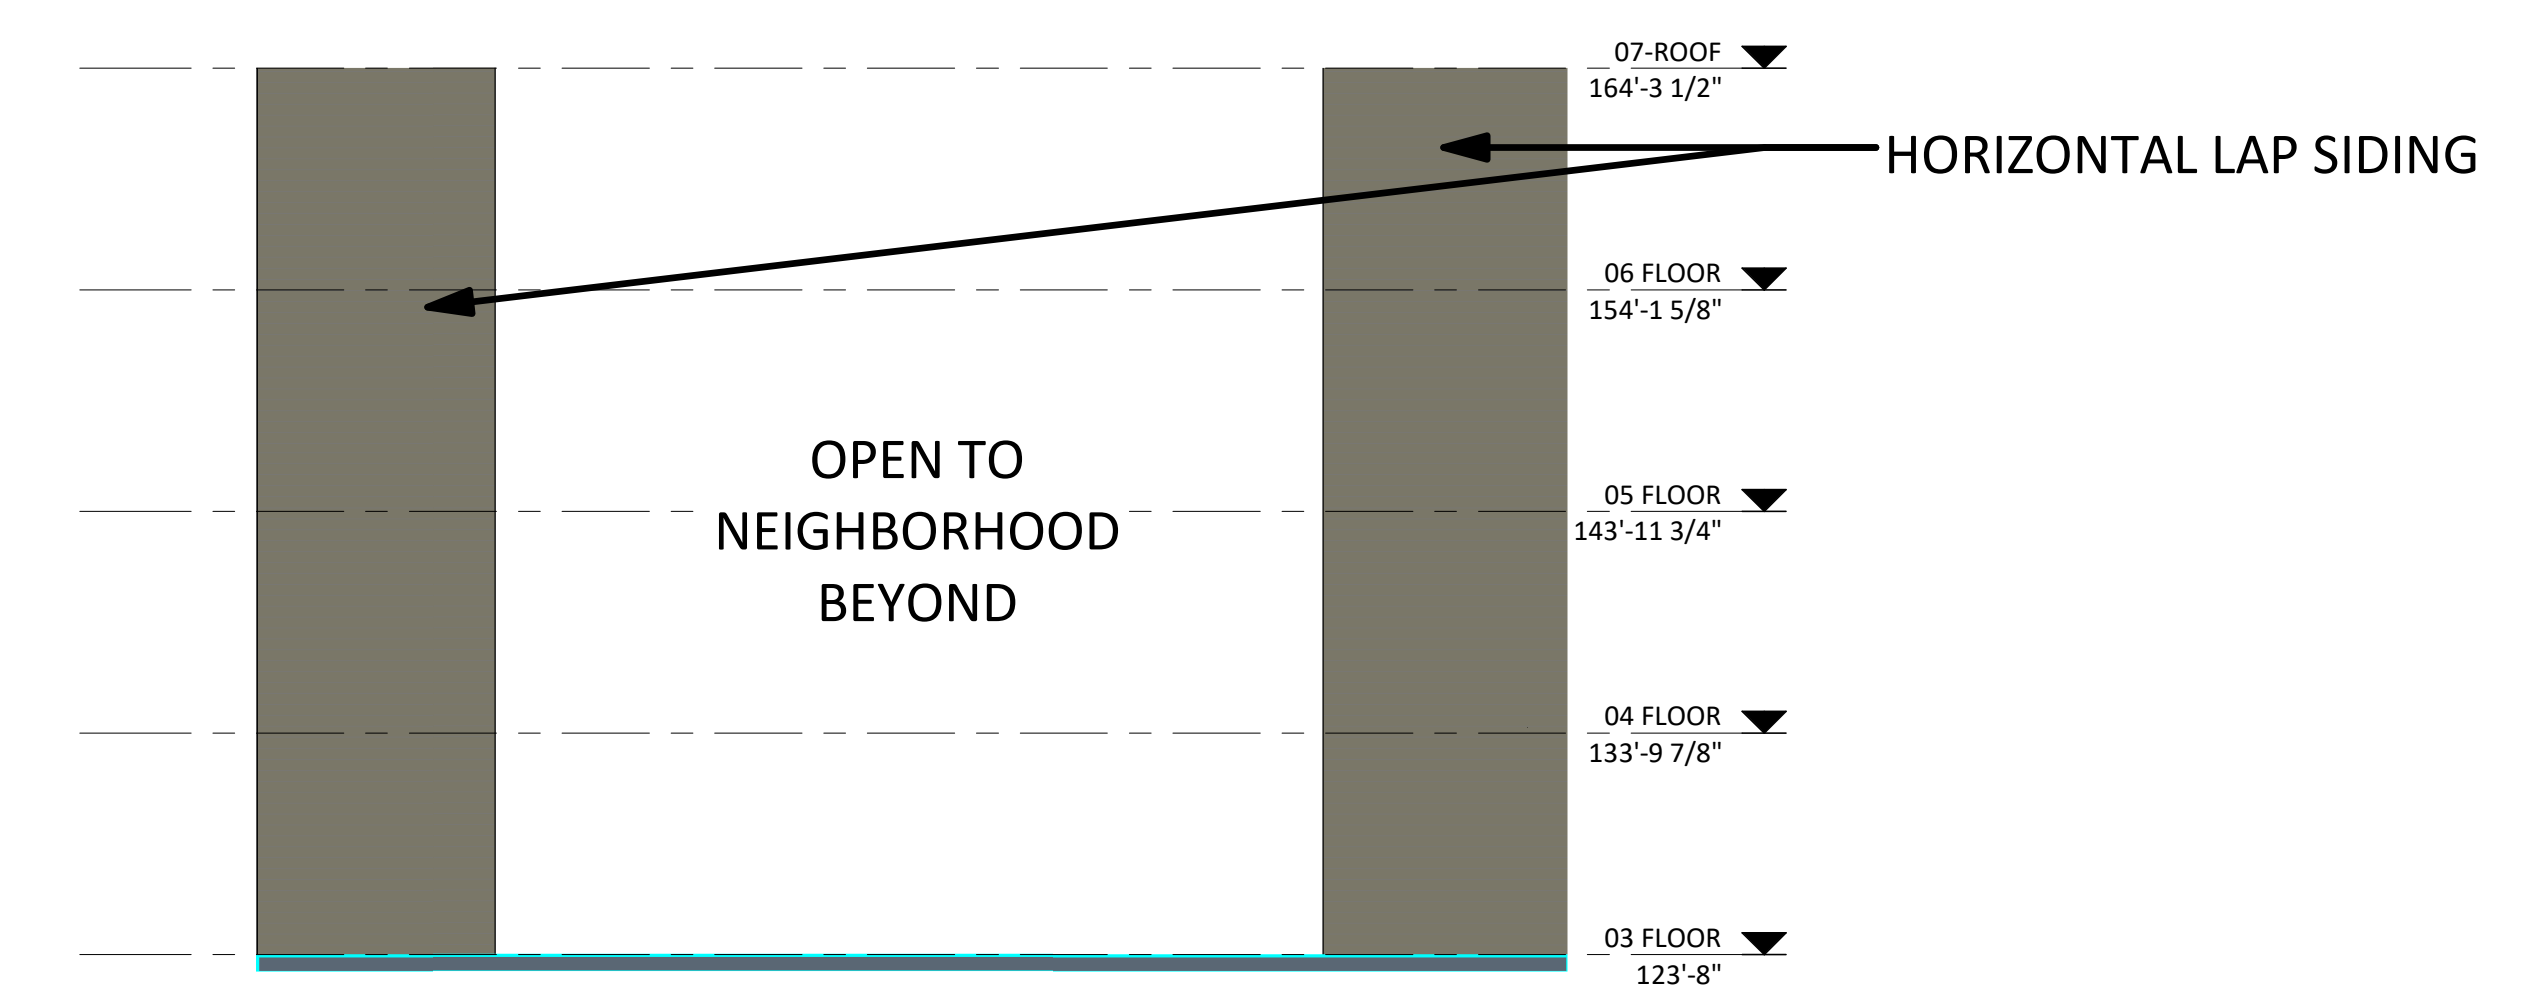 07-ROOF
164'-3 1/2"
HORIZONTAL LAP SIDING
06 FLOOR
154'-1 5/8"
OPEN TO
NEIGHBORHOOD
BEYOND
05 FLOOR
143'-11 3/4"
04 FLOOR
133'-9 7/8"
03 FLOOR
123'-8"